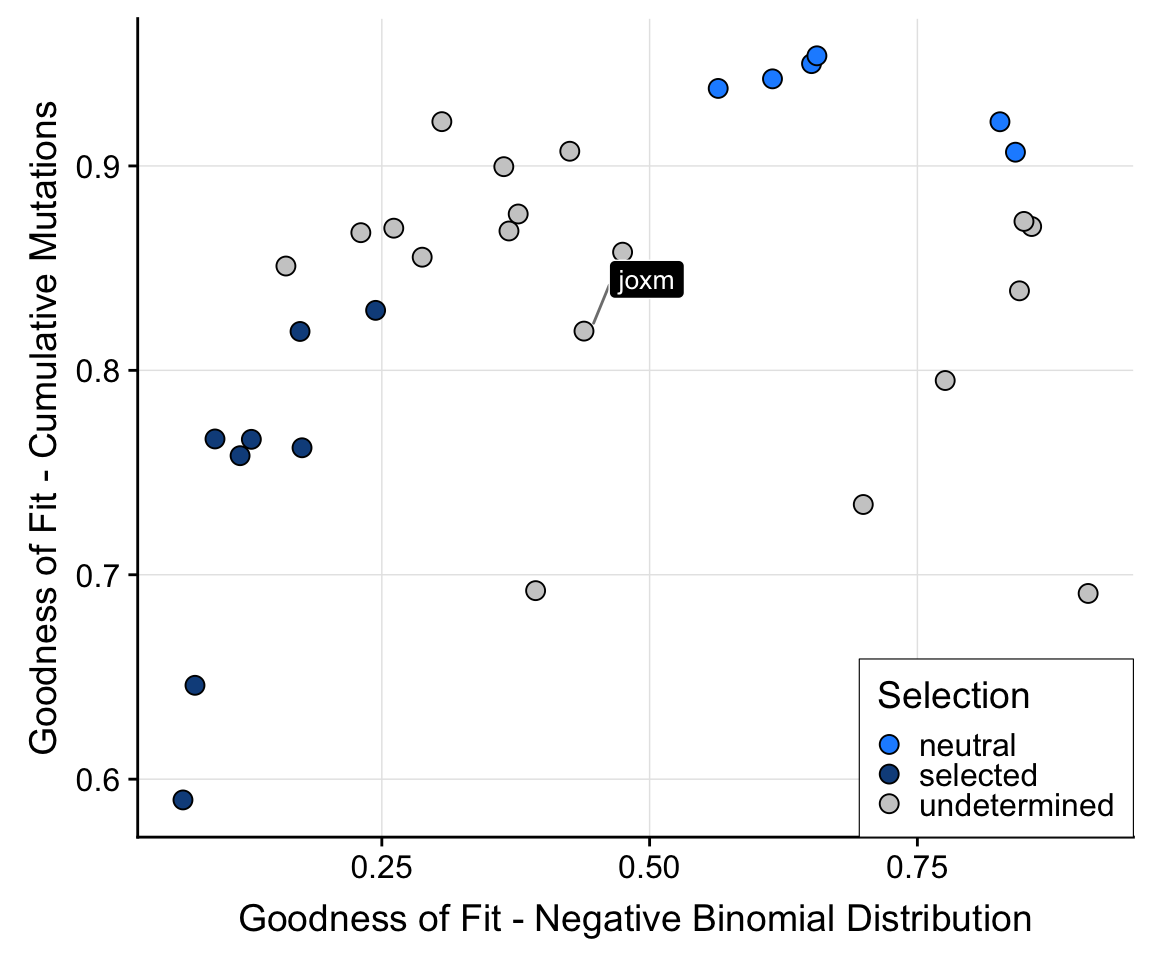 Goodness of Fit - Cumulative Mutations
0.9
0.8
0.7
0.6
joxm
Selection
neutral
selected
undetermined
0.25 0.50 0.75
Goodness of Fit - Negative Binomial Distribution